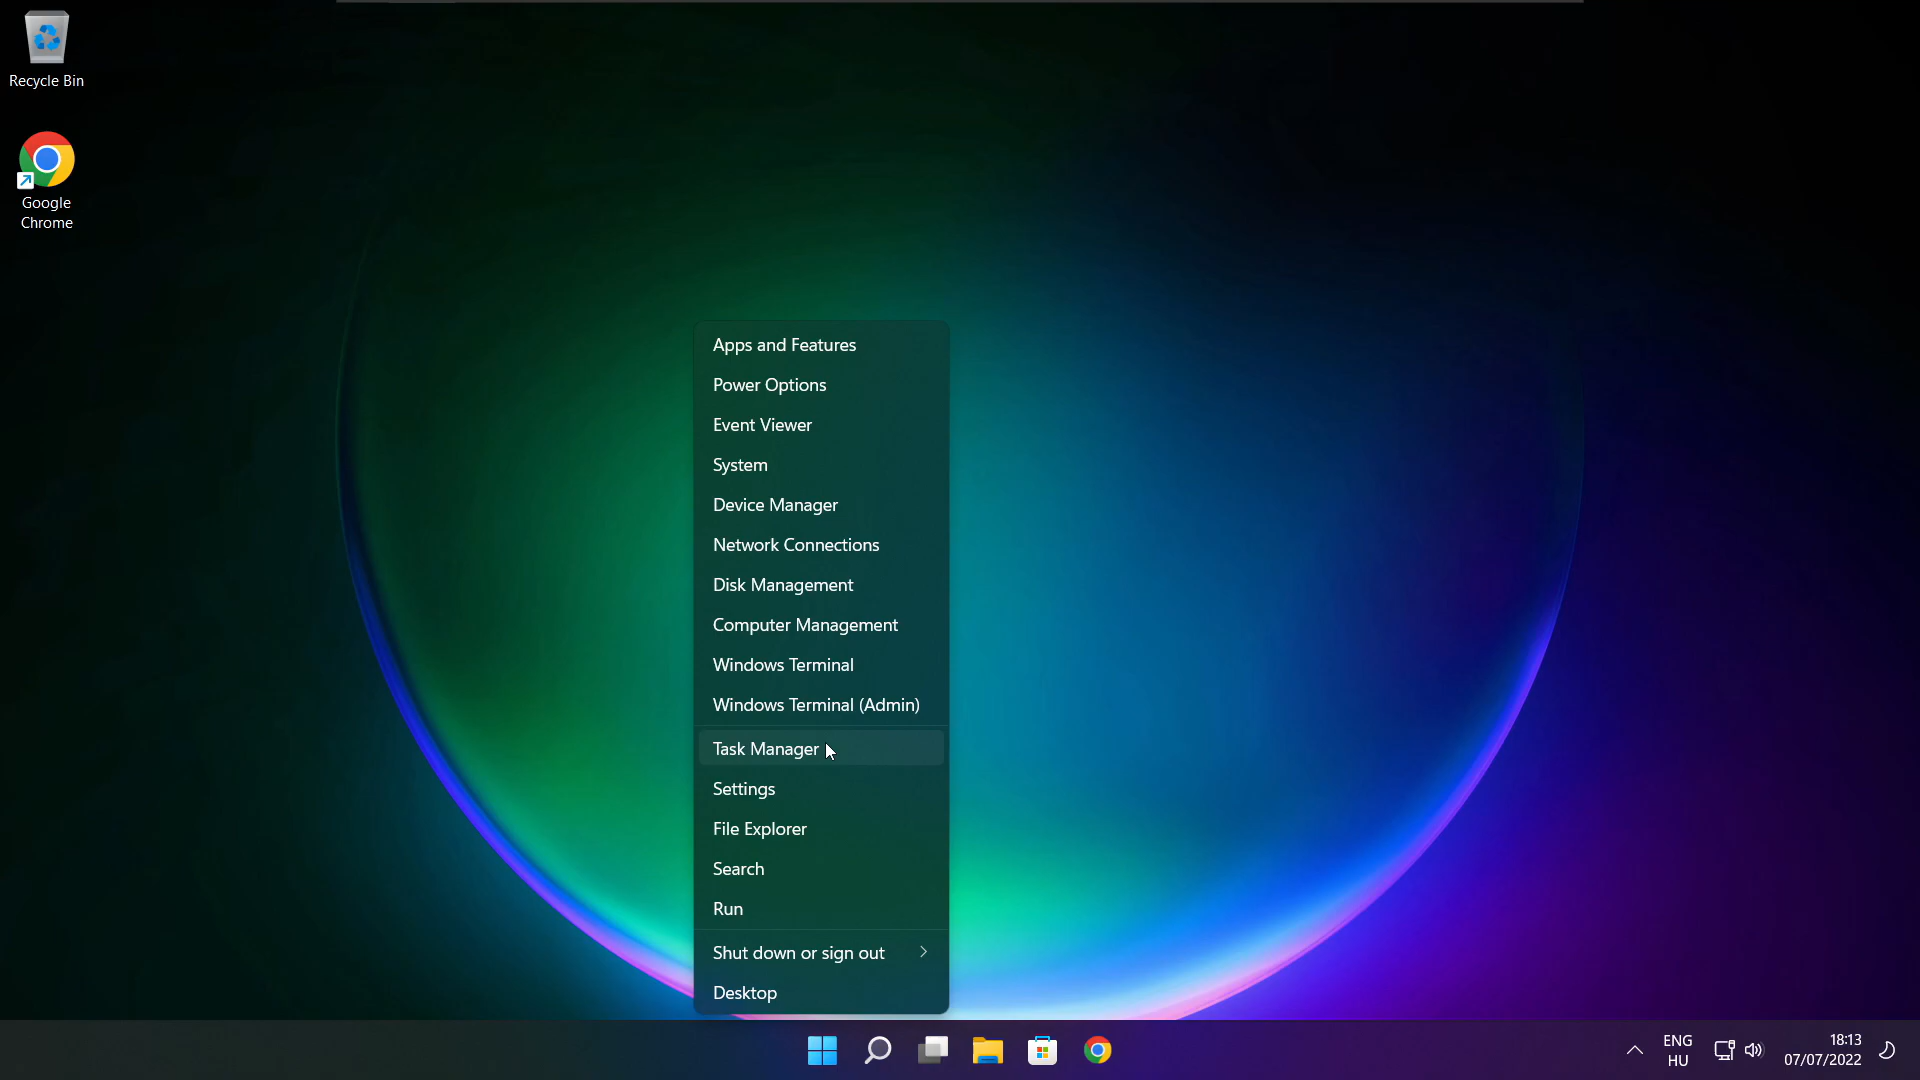 Recycle Bin
Google
Chrome
Apps and Features
Power Options
Event Viewer
System
Device Manager
Network Connections
Disk Management
Computer Management
Windows Terminal
Windows Terminal (Admin)
Task Manager
Settings
File Explorer
Search
Run
Shut down or sign out
Desktop
ENG
HU
18:13
07/07/2022